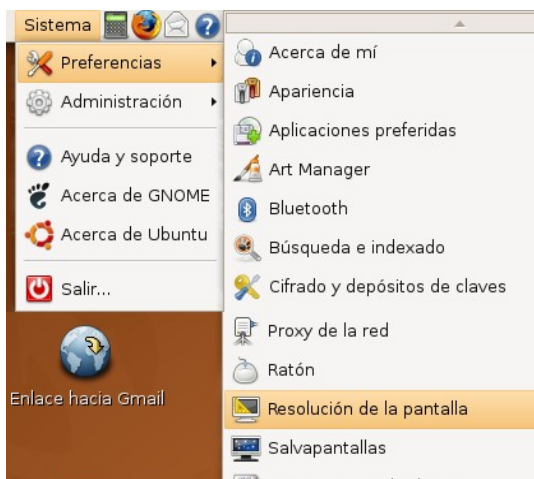 Sistema
Preferencias
Administración
Ayuda y soporte
Acerca de GNOME
Acerca de Ubuntu
Salir...
Enlace hacia Gmail
Acerca de mí
Apariencia
Aplicaciones preferidas
Art Manager
Bluetooth
Búsqueda e indexado
Cifrado y depósitos de claves
Proxy de la red
Ratón
Resolución de la pantalla
Salvapantallas